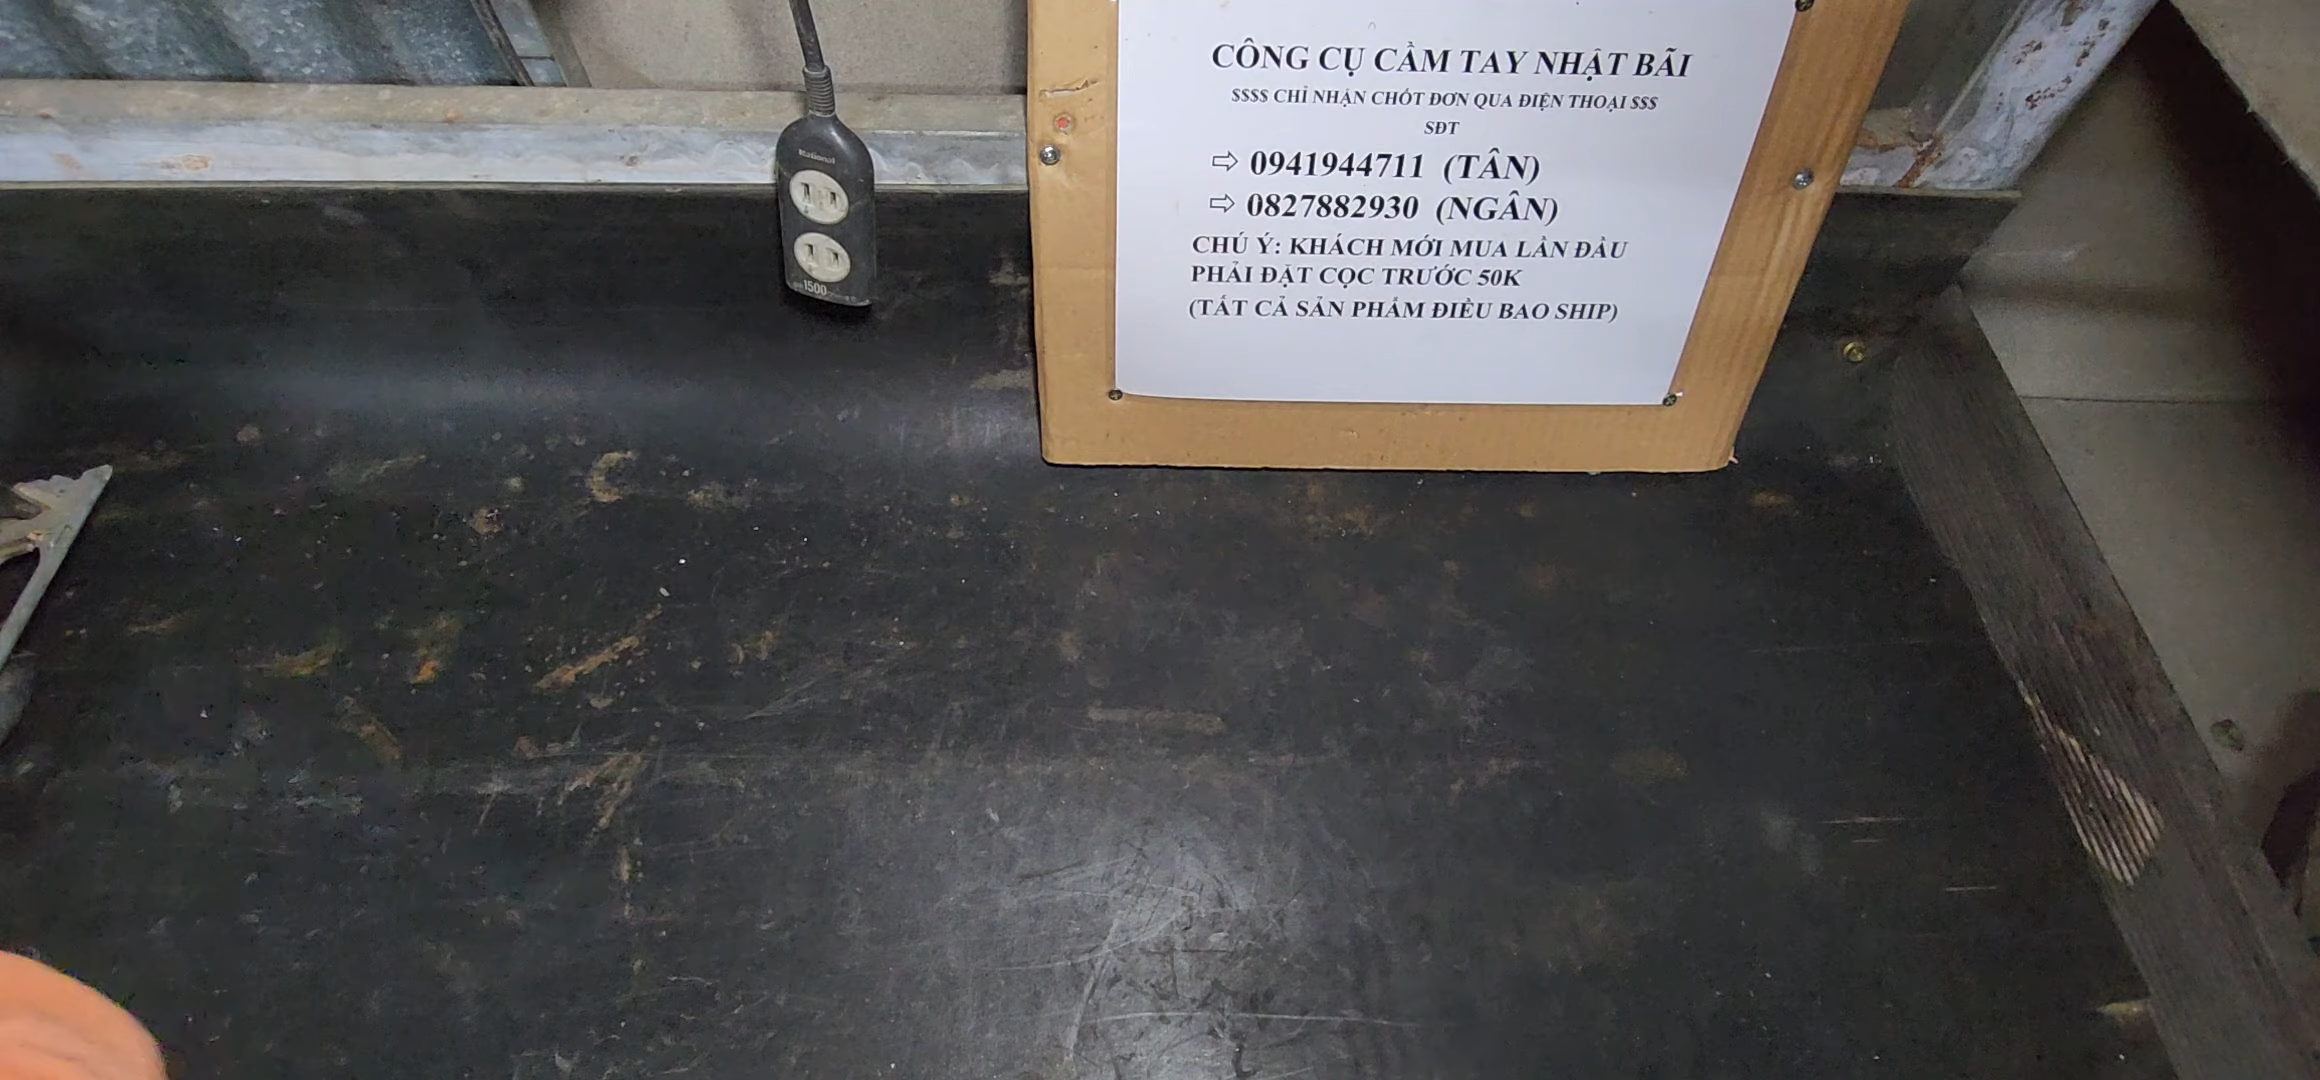 CÔNG CỤ CẦM TAY NHẬT BÃI
$$$$ CHỈ NHẬN CHỐT ĐƠN QUA ĐIỆN THOẠI $$$
SĐT
⇨ 0941944711 (TÂN)
⇨ 0827882930 (NGÂN)
CHÚ Ý: KHÁCH MỚI MUA LẦN ĐẦU
PHẢI ĐẶT CỌC TRƯỚC 50K
(TẤT CẢ SẢN PHẨM ĐIỀU BAO SHIP)
National
1500